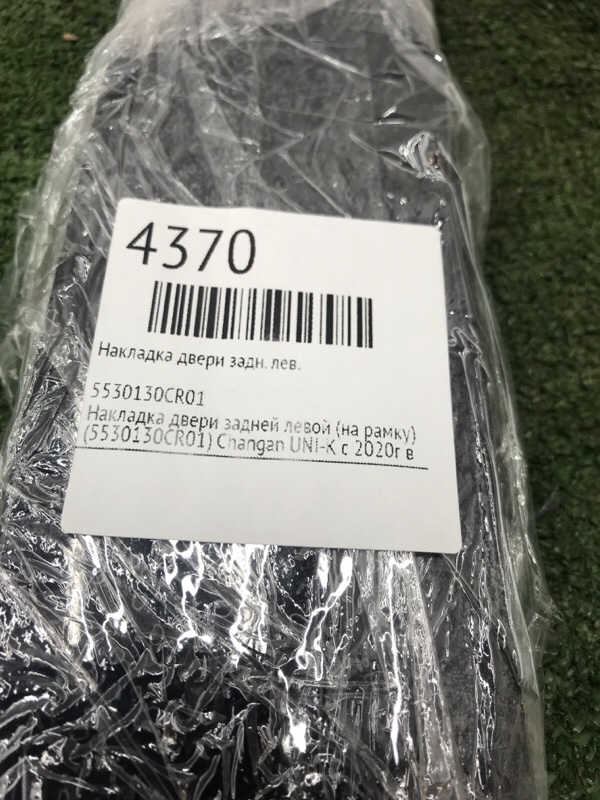 4370
Накладка двери задн. лев.
5530130CR01
Накладка двери задней левой (на рамку)
(5530130CR01) Changan UNI-K с 2020г в